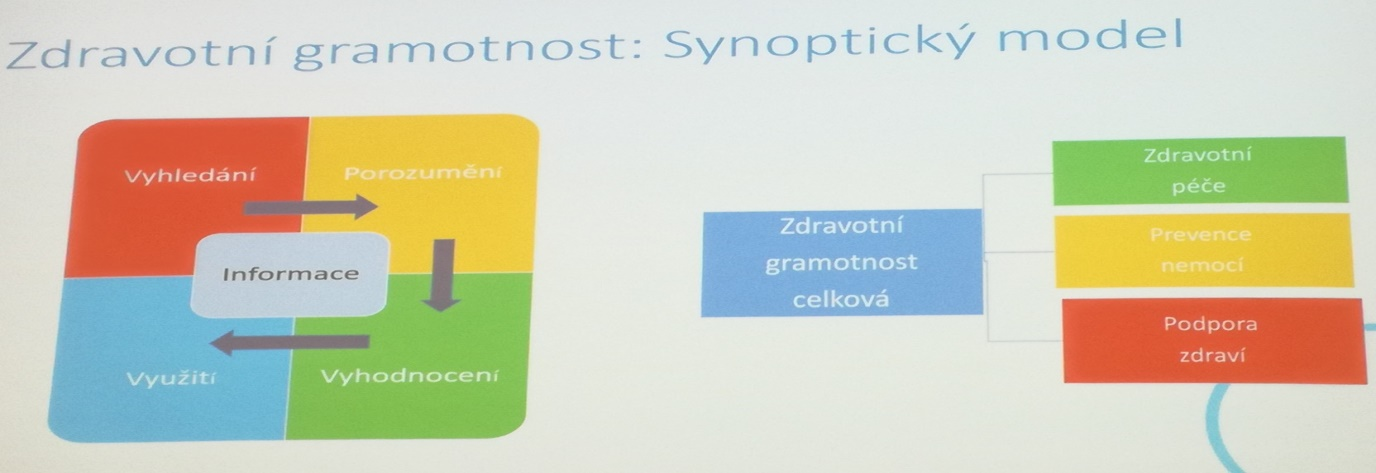 Zdravotní gramotnost: Synoptický model
Vyhledání
Porozumění
Informace
Využití
Vyhodnocení
Zdravotní
gramotnost
celková
Zdravotní
péče
Prevence
nemocí
Podpora
zdraví